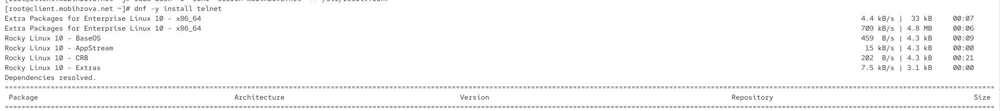 [root@client.mobihzova.net ~]# dnf -y install telnet
Extra Packages for Enterprise Linux 10 - x86_64 4.4 kB/s | 33 kB 00:07
Extra Packages for Enterprise Linux 10 - x86_64 709 kB/s | 4.8 MB 00:06
Rocky Linux 10 - BaseOS 459 B/s | 4.3 kB 00:09
Rocky Linux 10 - AppStream 15 kB/s | 4.3 kB 00:00
Rocky Linux 10 - CRB 202 B/s | 4.3 kB 00:21
Rocky Linux 10 - Extras 7.5 kB/s | 3.1 kB 00:00
Dependencies resolved.
Package Architecture Version Repository Size